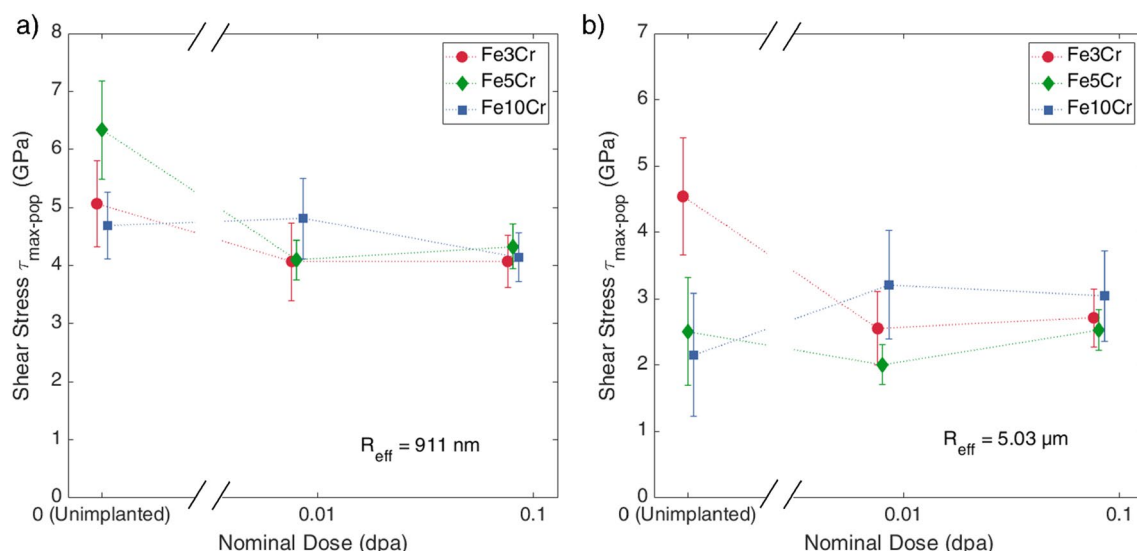 a)
8
7
6
5
4
3
2
1
0
Shear Stress τmax-pop (GPa)
Fe3Cr
Fe5Cr
Fe10Cr
Reff = 911 nm
0 (Unimplanted) 0.01 0.1
Nominal Dose (dpa)
b)
7
6
5
4
3
2
1
0
Shear Stress τmax-pop (GPa)
Fe3Cr
Fe5Cr
Fe10Cr
Reff = 5.03 µm
0 (Unimplanted) 0.01 0.1
Nominal Dose (dpa)